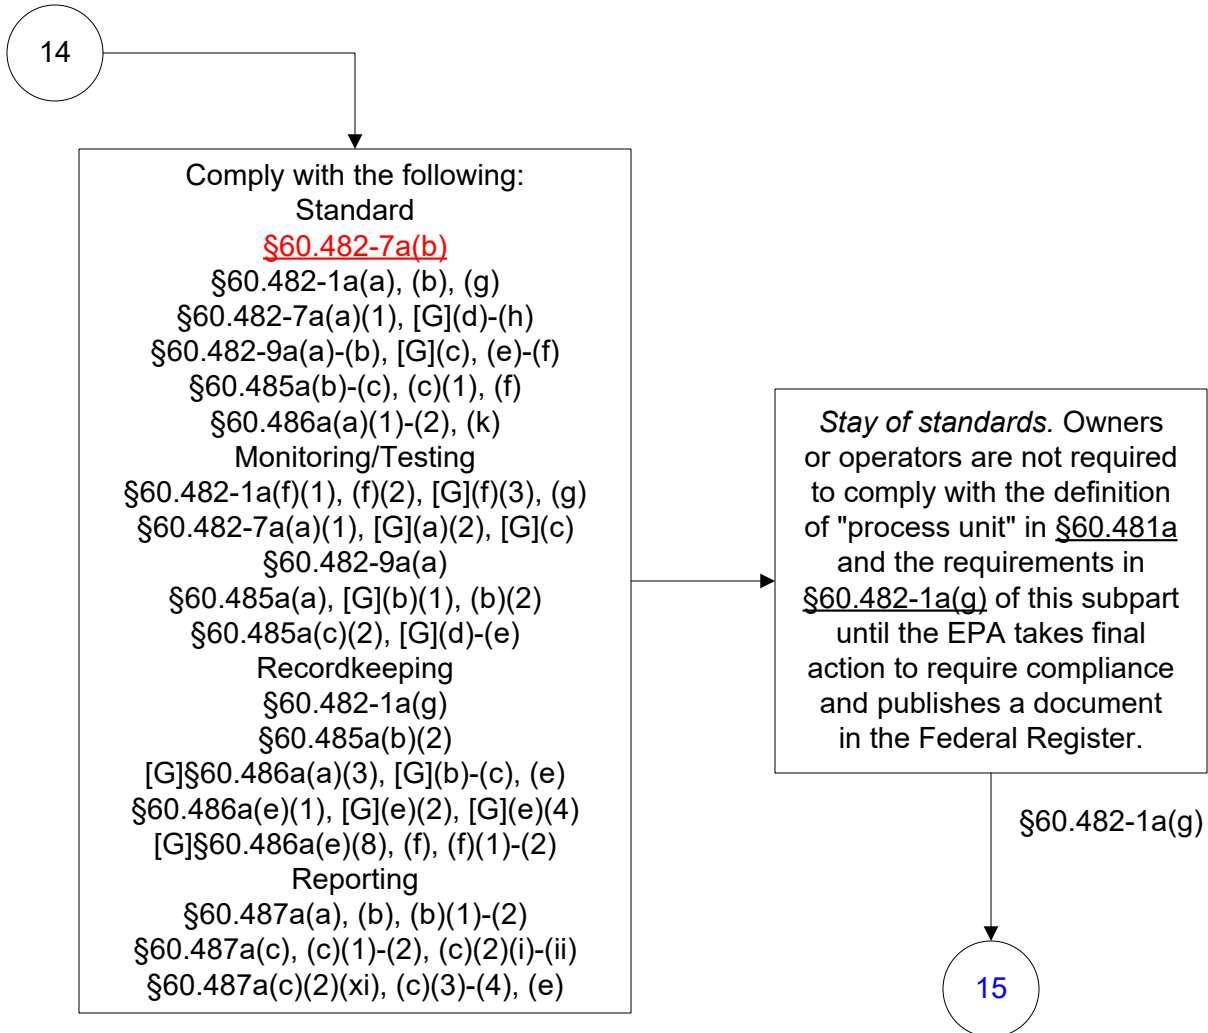 14
Comply with the following:
Standard
§60.482-7a(b)
§60.482-1a(a), (b), (g)
§60.482-7a(a)(1), [G](d)-(h)
§60.482-9a(a)-(b), [G](c), (e)-(f)
§60.485a(b)-(c), (c)(1), (f)
§60.486a(a)(1)-(2), (k)
Monitoring/Testing
§60.482-1a(f)(1), (f)(2), [G](f)(3), (g)
§60.482-7a(a)(1), [G](a)(2), [G](c)
§60.482-9a(a)
§60.485a(a), [G](b)(1), (b)(2)
§60.485a(c)(2), [G](d)-(e)
Recordkeeping
§60.482-1a(g)
§60.485a(b)(2)
[G]§60.486a(a)(3), [G](b)-(c), (e)
§60.486a(e)(1), [G](e)(2), [G](e)(4)
[G]§60.486a(e)(8), (f), (f)(1)-(2)
Reporting
§60.487a(a), (b), (b)(1)-(2)
§60.487a(c), (c)(1)-(2), (c)(2)(i)-(ii)
§60.487a(c)(2)(xi), (c)(3)-(4), (e)
Stay of standards. Owners
or operators are not required
to comply with the definition
of "process unit" in §60.481a
and the requirements in
§60.482-1a(g) of this subpart
until the EPA takes final
action to require compliance
and publishes a document
in the Federal Register.
§60.482-1a(g)
15